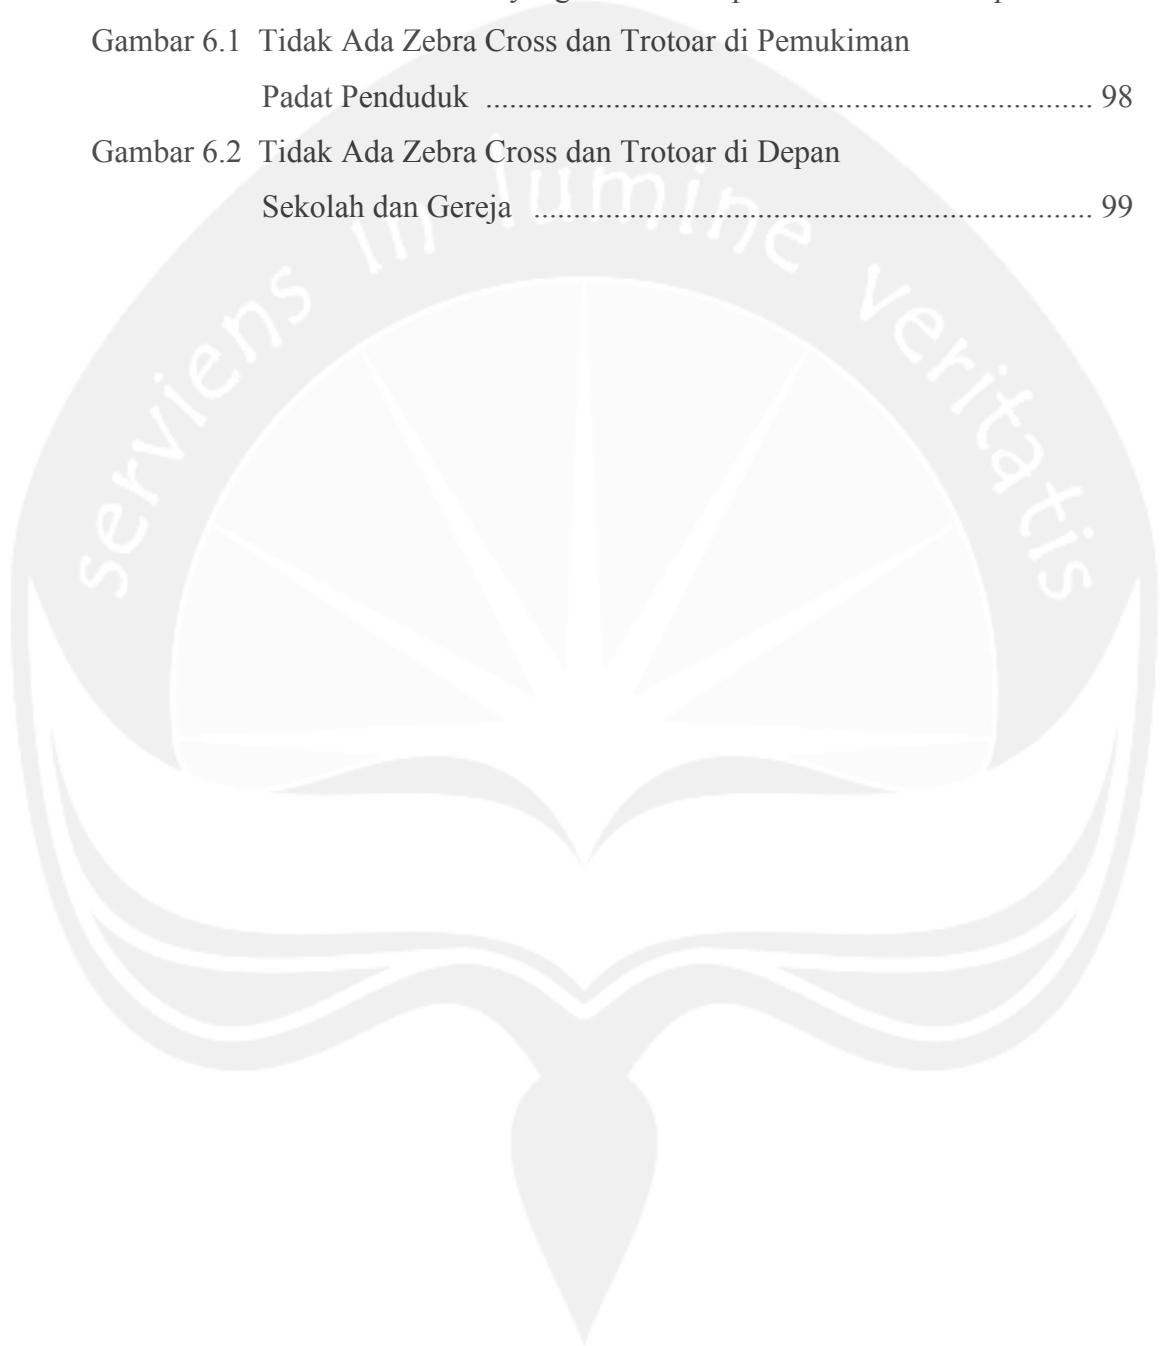 Gambar 6.1 Tidak Ada Zebra Cross dan Trotoar di Pemukiman
Padat Penduduk ........................................................................... 98
Gambar 6.2 Tidak Ada Zebra Cross dan Trotoar di Depan
Sekolah dan Gereja ..................................................................... 99
serviens in lumine veritatis